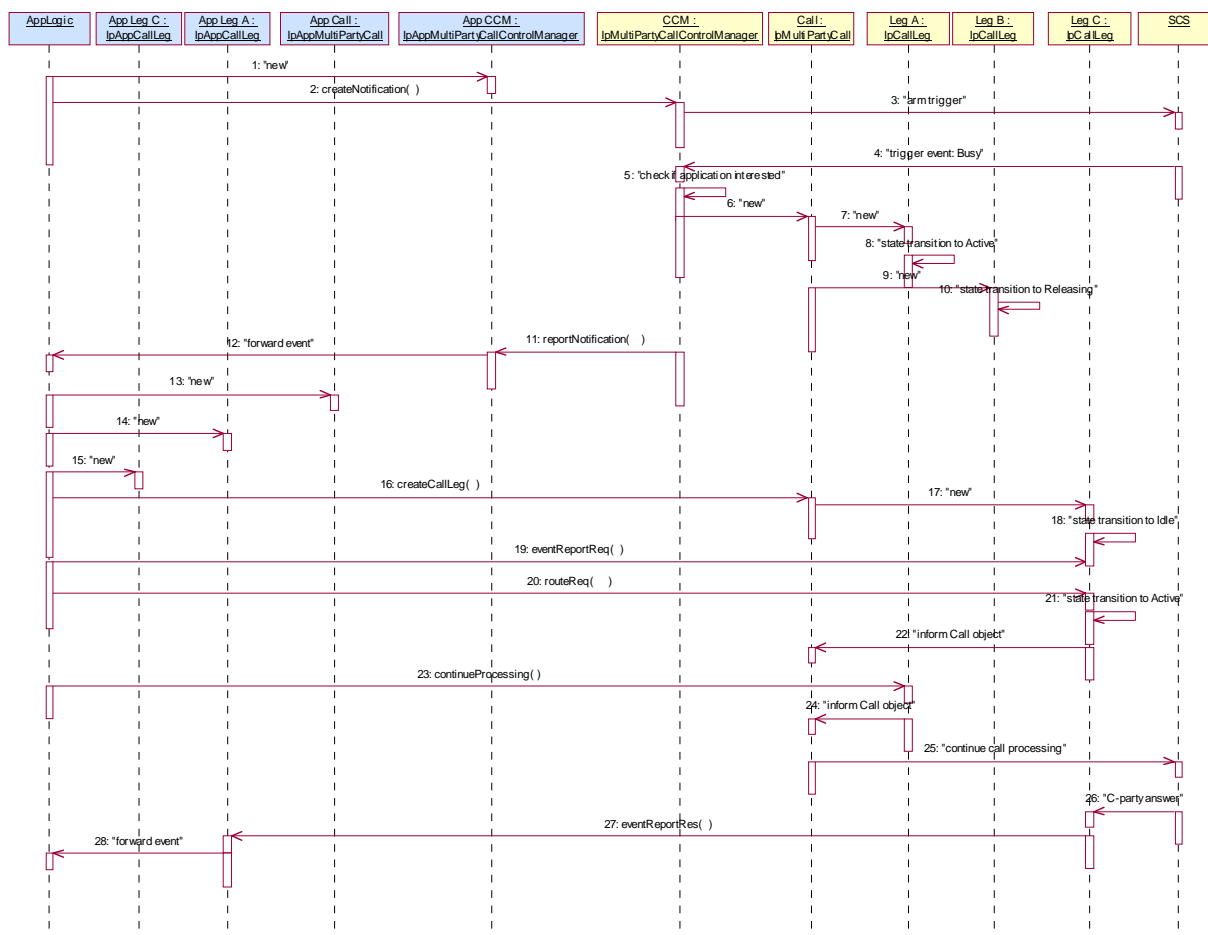 AppLogic
App Leg C :
IpAppCallLeg
App Leg A :
IpAppCallLeg
App Call :
IpAppMultiPartyCall
App CCM :
IpAppMultiPartyCallControlManager
CCM :
IpMultiPartyCallControlManager
Call :
IpMultiPartyCall
Leg A :
IpCallLeg
Leg B :
IpCallLeg
Leg C :
IpCallLeg
SCS
1: "new"
2: createNotification( )
3: "arm trigger"
4: "trigger event: Busy"
5: "check if application interested"
6: "new"
7: "new"
8: "state transition to Active"
9: "new"
10: "state transition to Releasing"
11: reportNotification( )
12: "forward event"
13: "new"
14: "new"
15: "new"
16: createCallLeg( )
17: "new"
18: "state transition to Idle"
19: eventReportReq( )
20: routeReq( )
21: "state transition to Active"
22: "inform Call object"
23: continueProcessing( )
24: "inform Call object"
25: "continue call processing"
26: "C-party answer"
27: eventReportRes( )
28: "forward event"